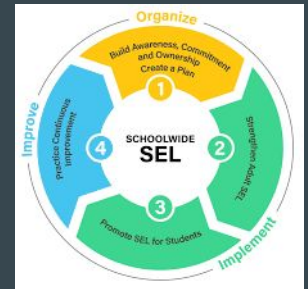 Organize
Build Awareness, Commitment
and Ownership
Create a Plan
1
Improve
Practice Continuous
Improvement
4
SCHOOLWIDE
SEL
2
Strengthen Adult SEL
3
Promote SEL for Students
Implement